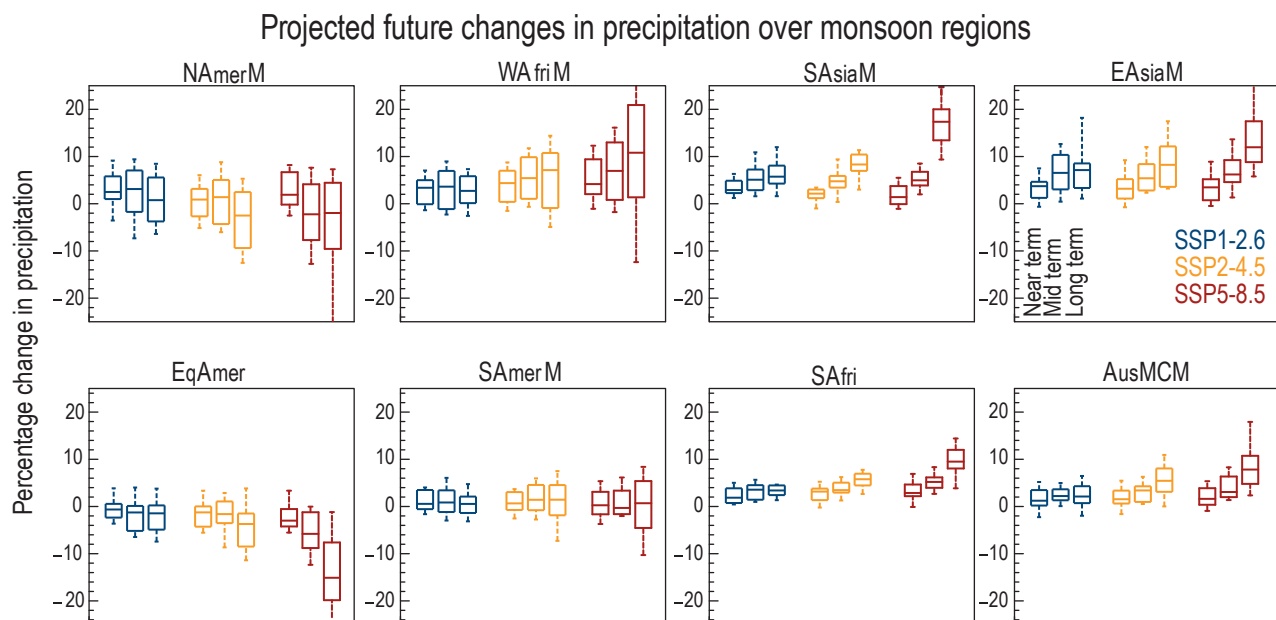 Projected future changes in precipitation over monsoon regions
Percentage change in precipitation
NAmerM
20
10
0
−10
−20
WAfriM
20
10
0
−10
−20
SAsiaM
20
10
0
−10
−20
EAsiaM
20
10
0
−10
−20
Near term
Mid term
Long term
SSP1-2.6
SSP2-4.5
SSP5-8.5
EqAmer
20
10
0
−10
−20
SAmerM
20
10
0
−10
−20
SAfri
20
10
0
−10
−20
AusMCM
20
10
0
−10
−20